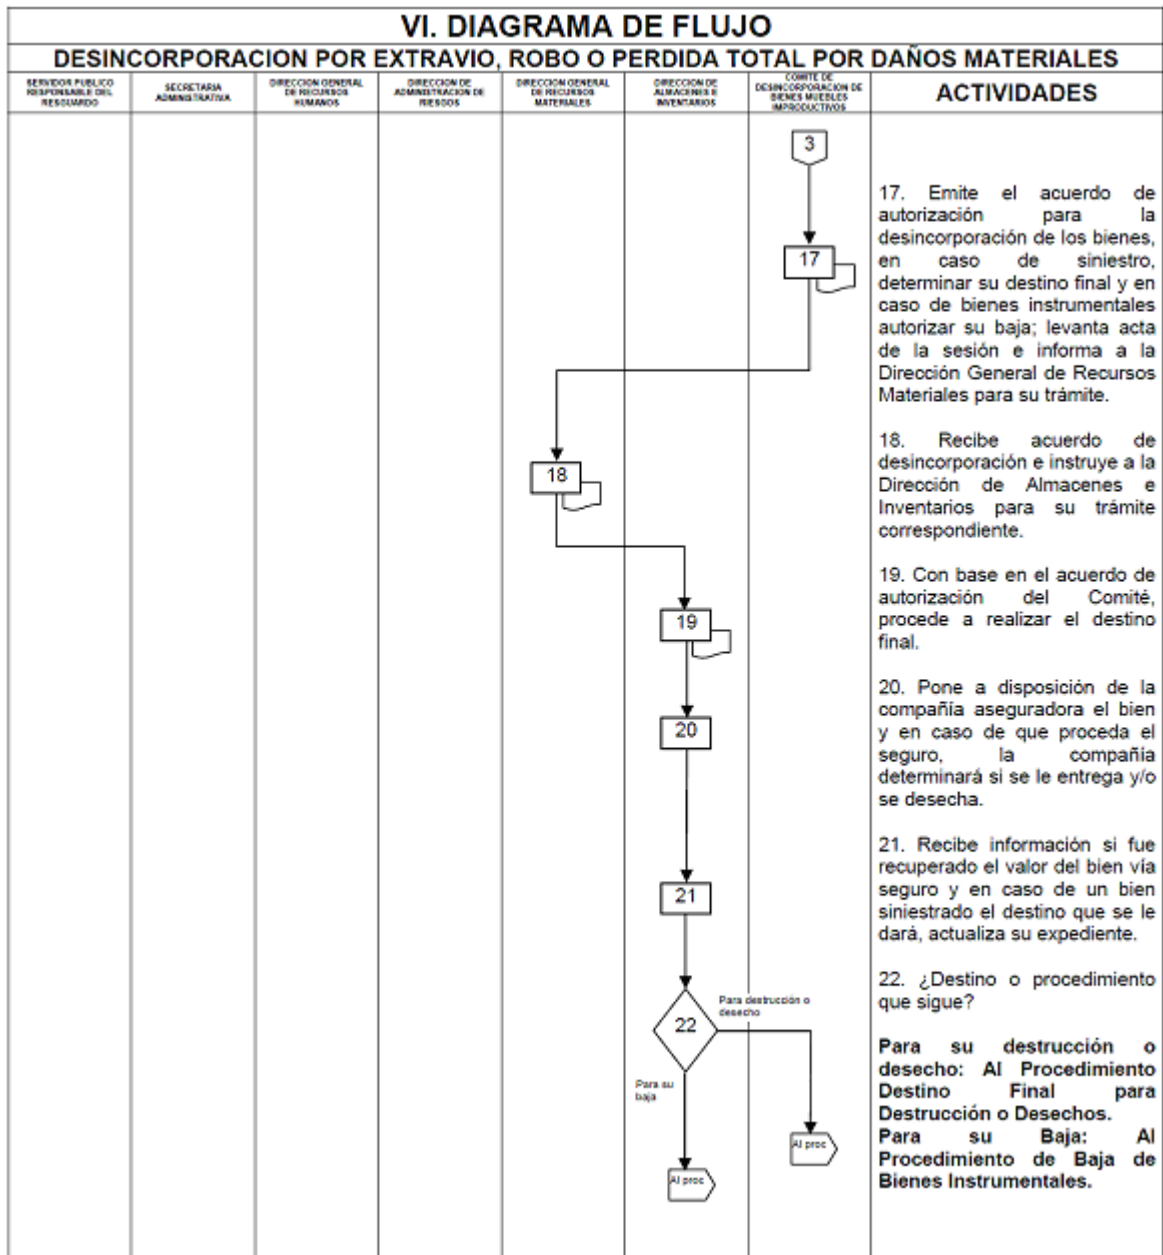 VI. DIAGRAMA DE FLUJO
DESINCORPORACION POR EXTRAVIO, ROBO O PERDIDA TOTAL POR DAÑOS MATERIALES
SERVIDOR PUBLICO
RESPONSABLE DEL
RESGUARDO
SECRETARIA
ADMINISTRATIVA
DIRECCION GENERAL
DE RECURSOS
HUMANOS
DIRECCION DE
ADMINISTRACION DE
RIESGOS
DIRECCION GENERAL
DE RECURSOS
MATERIALES
DIRECCION DE
ALMACENES E
INVENTARIOS
COMITE DE
DESINCORPORACION DE
BIENES MUEBLES
IMPRODUCTIVOS
ACTIVIDADES
3
17
18
19
20
21
22
Para destrucción o
desecho
Para su
baja
Al proc
Al proc
17. Emite el acuerdo de
autorización para la
desincorporación de los bienes,
en caso de siniestro,
determinar su destino final y en
caso de bienes instrumentales
autorizar su baja; levanta acta
de la sesión e informa a la
Dirección General de Recursos
Materiales para su trámite.
18. Recibe acuerdo de
desincorporación e instruye a la
Dirección de Almacenes e
Inventarios para su trámite
correspondiente.
19. Con base en el acuerdo de
autorización del Comité,
procede a realizar el destino
final.
20. Pone a disposición de la
compañía aseguradora el bien
y en caso de que proceda el
seguro, la compañía
determinará si se le entrega y/o
se desecha.
21. Recibe información si fue
recuperado el valor del bien vía
seguro y en caso de un bien
siniestrado el destino que se le
dará, actualiza su expediente.
22. ¿Destino o procedimiento
que sigue?
Para su destrucción o
desecho: Al Procedimiento
Destino Final para
Destrucción o Desechos.
Para su Baja: Al
Procedimiento de Baja de
Bienes Instrumentales.